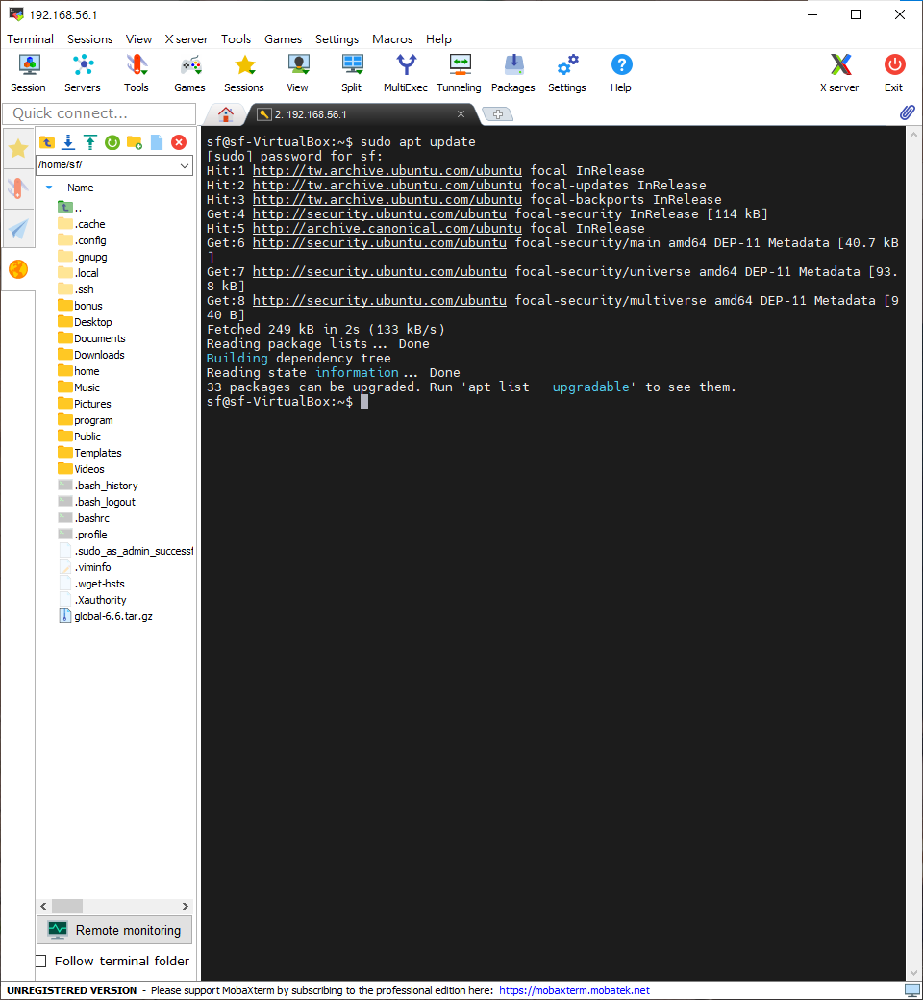 192.168.56.1
Terminal Sessions View X server Tools Games Settings Macros Help
Session Servers Tools Games Sessions View Split MultiExec Tunneling Packages Settings Help X server Exit
Quick connect...
2. 192.168.56.1
/home/sf/
Name
..
.cache
.config
.gnupg
.local
.ssh
bonus
Desktop
Documents
Downloads
home
Music
Pictures
program
Public
Templates
Videos
.bash_history
.bash_logout
.bashrc
.profile
.sudo_as_admin_successf
.viminfo
.wget-hsts
.Xauthority
global-6.6.tar.gz
Remote monitoring
Follow terminal folder
sf@sf-VirtualBox:~$ sudo apt update
[sudo] password for sf:
Hit:1 http://tw.archive.ubuntu.com/ubuntu focal InRelease
Hit:2 http://tw.archive.ubuntu.com/ubuntu focal-updates InRelease
Hit:3 http://tw.archive.ubuntu.com/ubuntu focal-backports InRelease
Get:4 http://security.ubuntu.com/ubuntu focal-security InRelease [114 kB]
Hit:5 http://archive.canonical.com/ubuntu focal InRelease
Get:6 http://security.ubuntu.com/ubuntu focal-security/main amd64 DEP-11 Metadata [40.7 kB
]
Get:7 http://security.ubuntu.com/ubuntu focal-security/universe amd64 DEP-11 Metadata [93.
8 kB]
Get:8 http://security.ubuntu.com/ubuntu focal-security/multiverse amd64 DEP-11 Metadata [9
40 B]
Fetched 249 kB in 2s (133 kB/s)
Reading package lists... Done
Building dependency tree
Reading state information... Done
33 packages can be upgraded. Run 'apt list --upgradable' to see them.
sf@sf-VirtualBox:~$
UNREGISTERED VERSION - Please support MobaXterm by subscribing to the professional edition here: https://mobaxterm.mobatek.net